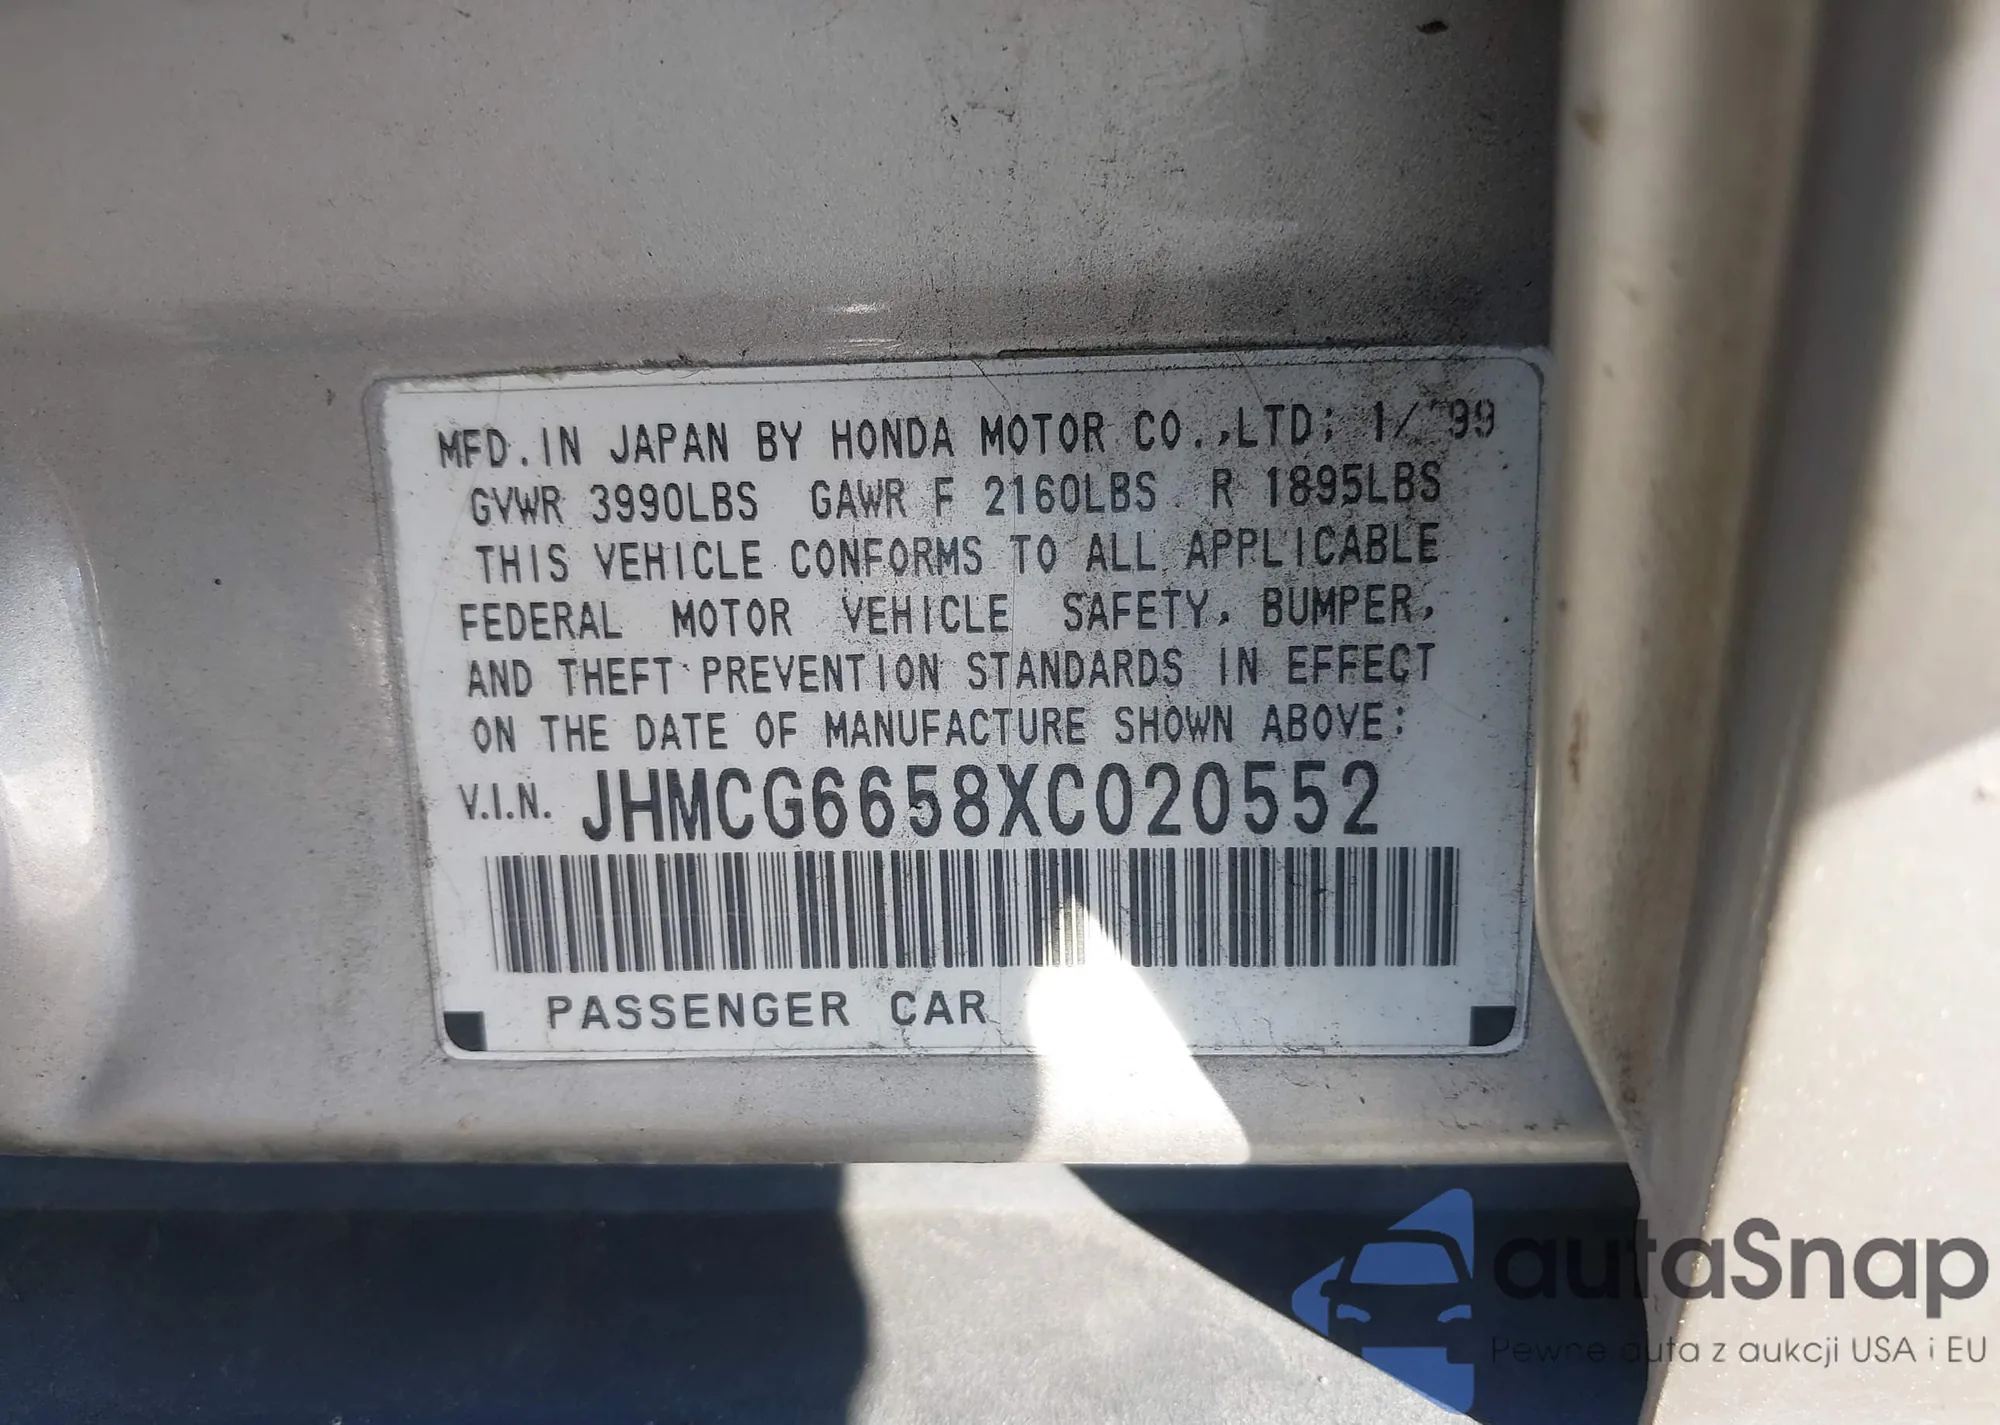 MFD. IN JAPAN BY HONDA MOTOR CO.,LTD; 1/ 99
GVWR 3990LBS GAWR F 2160LBS R 1895LBS
THIS VEHICLE CONFORMS TO ALL APPLICABLE
FEDERAL MOTOR VEHICLE SAFETY, BUMPER,
AND THEFT PREVENTION STANDARDS IN EFFECT
ON THE DATE OF MANUFACTURE SHOWN ABOVE:
V.I.N. JHMCG6658XC020552
PASSENGER CAR
autaSnap
Pewne auta z aukcji USA i EU